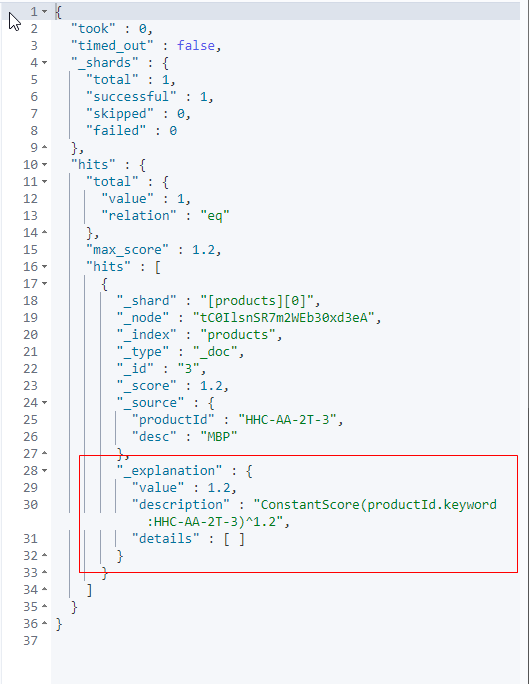 1 {
2 "took" : 0,
3 "timed_out" : false,
4 "_shards" : {
5 "total" : 1,
6 "successful" : 1,
7 "skipped" : 0,
8 "failed" : 0
9 },
10 "hits" : {
11 "total" : {
12 "value" : 1,
13 "relation" : "eq"
14 },
15 "max_score" : 1.2,
16 "hits" : [
17 {
18 "_shard" : "[products][0]",
19 "_node" : "tC0IlsnSR7m2WEb30xd3eA",
20 "_index" : "products",
21 "_type" : "_doc",
22 "_id" : "3",
23 "_score" : 1.2,
24 "_source" : {
25 "productId" : "HHC-AA-2T-3",
26 "desc" : "MBP"
27 },
28 "_explanation" : {
29 "value" : 1.2,
30 "description" : "ConstantScore(productId.keyword
:HHC-AA-2T-3)^1.2",
31 "details" : [ ]
32 }
33 }
34 ]
35 }
36 }
37